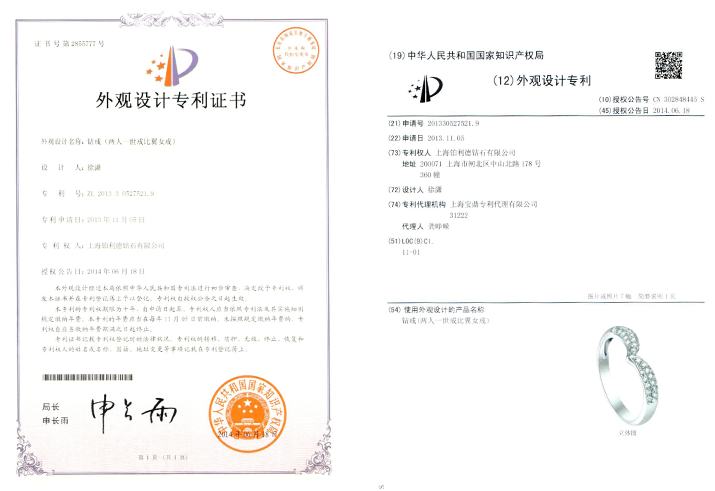 证书号第2855777号
外观设计专利证书
外观设计名称:钻戒(两人一世戒比翼女戒)
设 计 人:徐潇
专 利 号:ZL 2013 3 0527521.9
专利申请日:2013年11月05日
专 利 权 人:上海铂利德钻石有限公司
授权公告日:2014年06月18日
本外观设计经过本局依照中华人民共和国专利法进行初步审查,决定授予专利权,颁
发本证书并在专利登记簿上予以登记。专利权自授权公告之日起生效。
本专利的专利权期限为十年,自申请日起算。专利权人应当依照专利法及其实施细则
规定缴纳年费。本专利的年费应当在每年11月05日前缴纳。未按照规定缴纳年费的,专
利权自应当缴纳年费期满之日起终止。
专利证书记载专利权登记时的法律状况。专利权的转移、质押、无效、终止、恢复和
专利权人的姓名或名称、国籍、地址变更等事项记载在专利登记簿上。
局长
申长雨
申长雨
中华人民共和国国家知识产权局
2014年06月18日
第1页(共1页)
(19)中华人民共和国国家知识产权局
(12)外观设计专利
(10)授权公告号 CN 302848445 S
(45)授权公告日 2014.06.18
(21)申请号 201330527521.9
(22)申请日 2013.11.05
(73)专利权人 上海铂利德钻石有限公司
地址 200071 上海市闸北区中山北路178号
360幢
(72)设计人 徐潇
(74)专利代理机构 上海宝鼎专利代理有限公司
31222
代理人 龚峥嵘
(51)LOC(9)Cl.
11-01
图片或照片7幅 简要说明1页
(54)使用外观设计的产品名称
钻戒(两人一世戒比翼女戒)
立体图